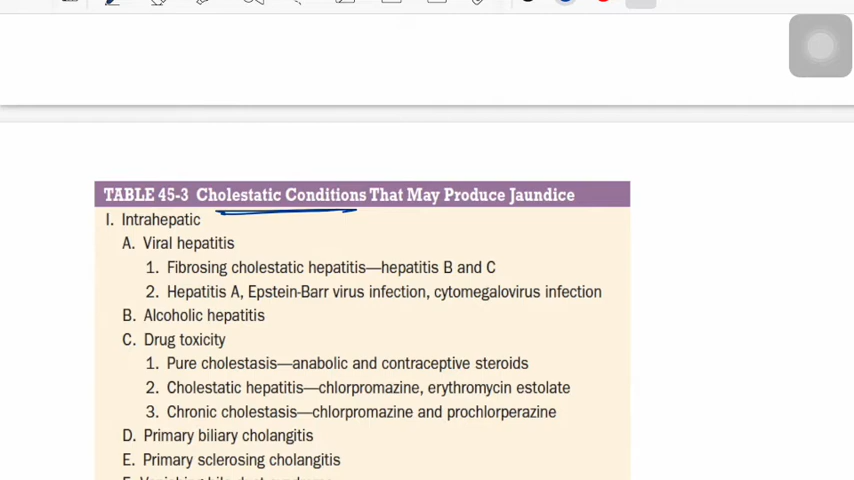 TABLE 45-3 Cholestatic Conditions That May Produce Jaundice
I. Intrahepatic
A. Viral hepatitis
1. Fibrosing cholestatic hepatitis—hepatitis B and C
2. Hepatitis A, Epstein-Barr virus infection, cytomegalovirus infection
B. Alcoholic hepatitis
C. Drug toxicity
1. Pure cholestasis—anabolic and contraceptive steroids
2. Cholestatic hepatitis—chlorpromazine, erythromycin estolate
3. Chronic cholestasis—chlorpromazine and prochlorperazine
D. Primary biliary cholangitis
E. Primary sclerosing cholangitis